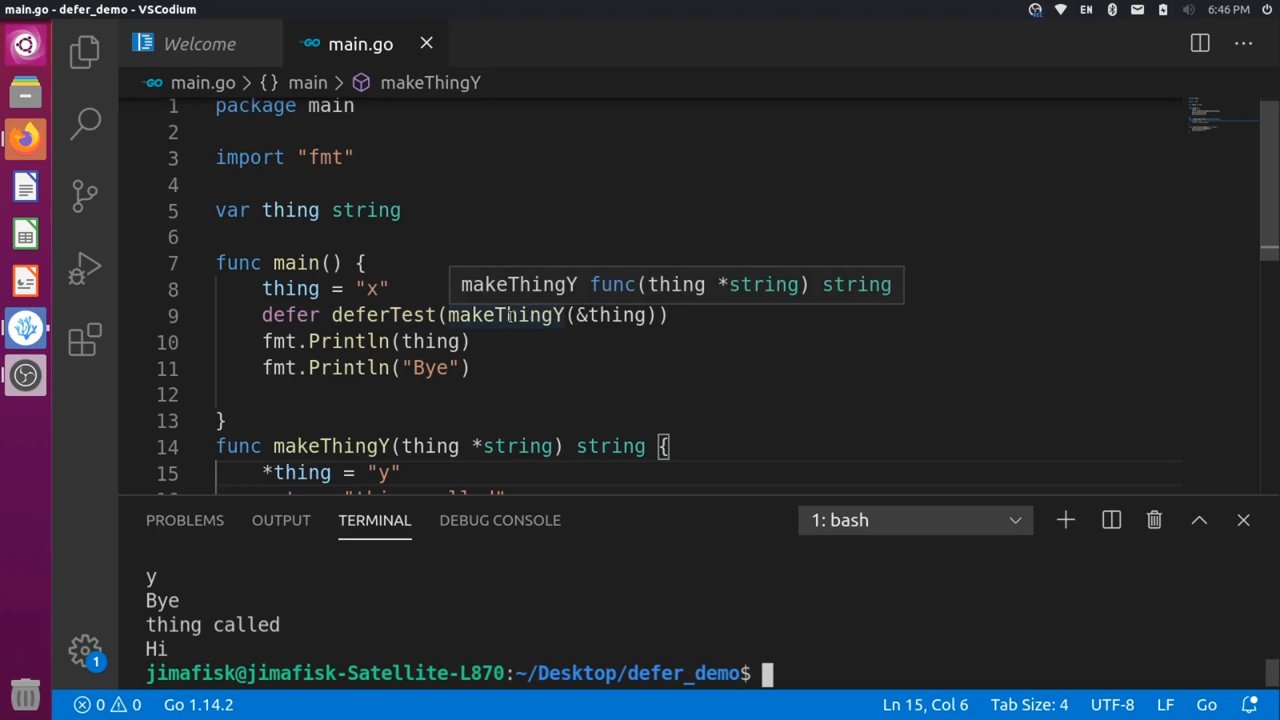 main.go - defer_demo - VSCodium
EN 6:46 PM
Welcome main.go
main.go > {} main > makeThingY
1 package main
2
3 import "fmt"
4
5 var thing string
6
7 func main() {
makeThingY func(thing *string) string
8 thing = "x"
9 defer deferTest(makeThingY(&thing))
10 fmt.Println(thing)
11 fmt.Println("Bye")
12
13 }
14 func makeThingY(thing *string) string {
15 *thing = "y"
PROBLEMS OUTPUT TERMINAL DEBUG CONSOLE 1: bash
y
Bye
thing called
Hi
jimafisk@jimafisk-Satellite-L870:~/Desktop/defer_demo$
1
0 0 Go 1.14.2 Ln 15, Col 6 Tab Size: 4 UTF-8 LF Go